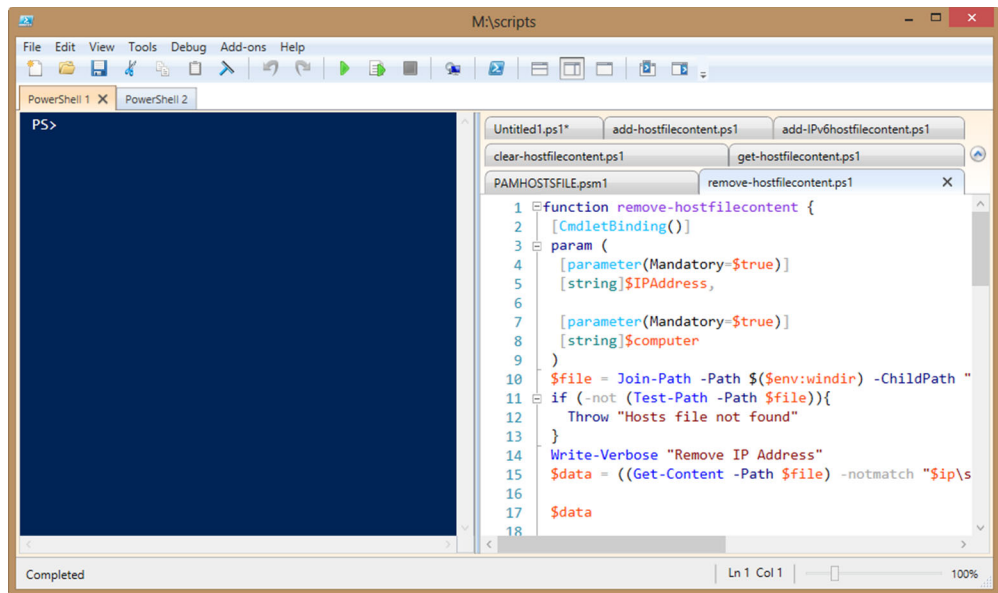 M:\scripts
File Edit View Tools Debug Add-ons Help
PowerShell 1 PowerShell 2
PS>
Untitled1.ps1* add-hostfilecontent.ps1 add-IPv6hostfilecontent.ps1
clear-hostfilecontent.ps1 get-hostfilecontent.ps1
PAMHOSTSFILE.psm1 remove-hostfilecontent.ps1
1 function remove-hostfilecontent {
2 [CmdletBinding()]
3 param (
4 [parameter(Mandatory=$true)]
5 [string]$IPAddress,
6
7 [parameter(Mandatory=$true)]
8 [string]$computer
9 )
10 $file = Join-Path -Path $($env:windir) -ChildPath "
11 if (-not (Test-Path -Path $file)){
12 Throw "Hosts file not found"
13 }
14 Write-Verbose "Remove IP Address"
15 $data = ((Get-Content -Path $file) -notmatch "$ip\s
16
17 $data
18
Completed Ln 1 Col 1 100%